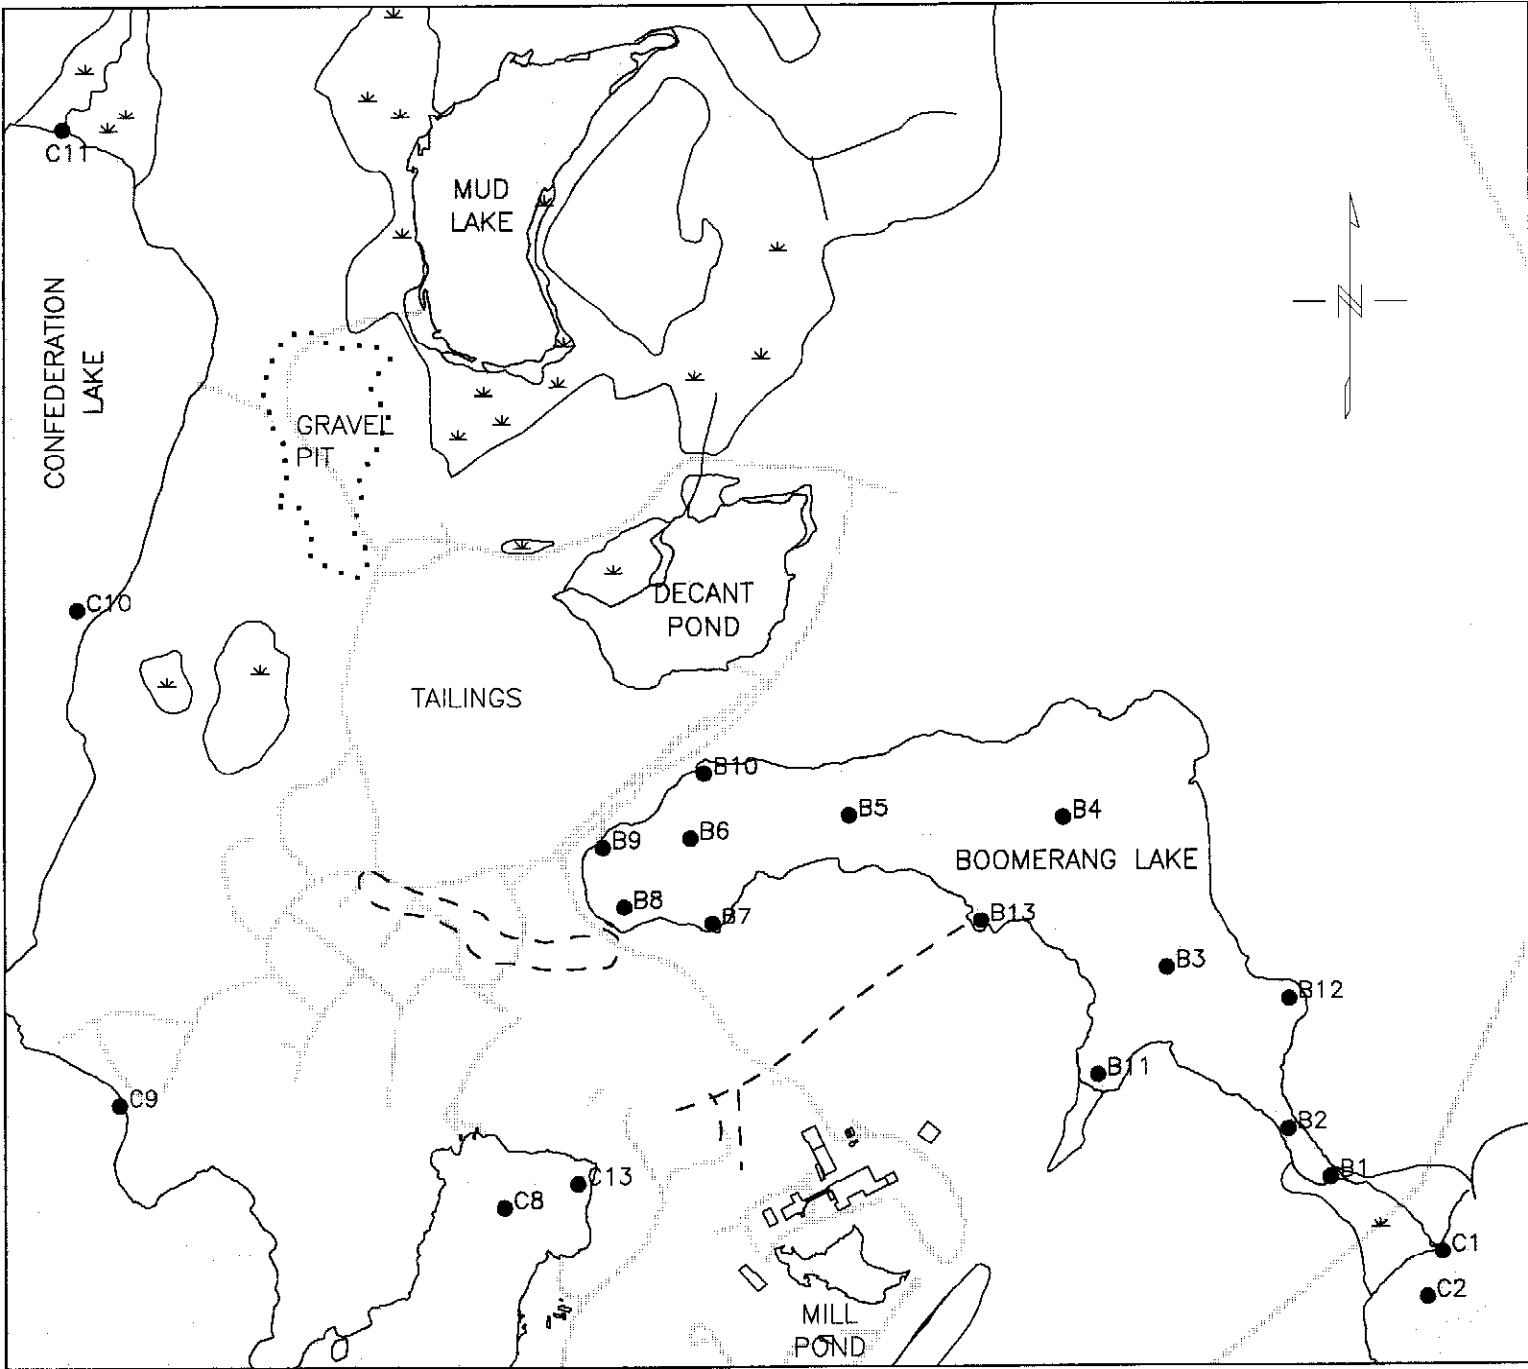 C11
MUD
LAKE
CONFEDERATION
LAKE
N
GRAVEL
PIT
C10
DECANT
POND
TAILINGS
B10
B5
B4
B6
B9
BOOMERANG LAKE
B8
B7
B13
B3
B12
B11
C9
B2
B1
C13
C8
C1
C2
MILL
POND